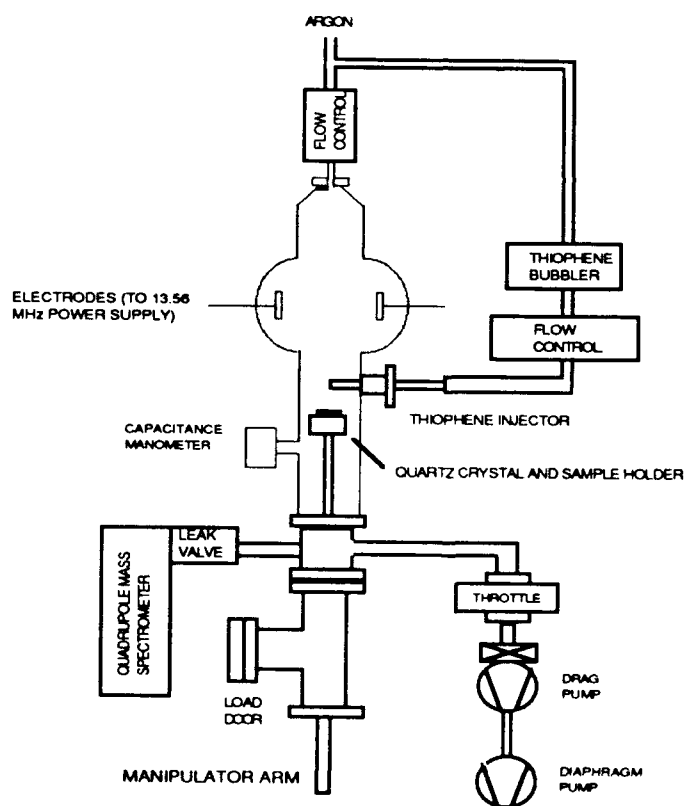 ARGON
FLOW
CONTROL
THIOPHENE
BUBBLER
ELECTRODES (TO 13.56
MHz POWER SUPPLY)
FLOW
CONTROL
THIOPHENE INJECTOR
CAPACITANCE
MANOMETER
QUARTZ CRYSTAL AND SAMPLE HOLDER
LEAK
VALVE
QUADRUPOLE MASS
SPECTROMETER
THROTTLE
LOAD
DOOR
DRAG
PUMP
MANIPULATOR ARM
DIAPHRAGM
PUMP